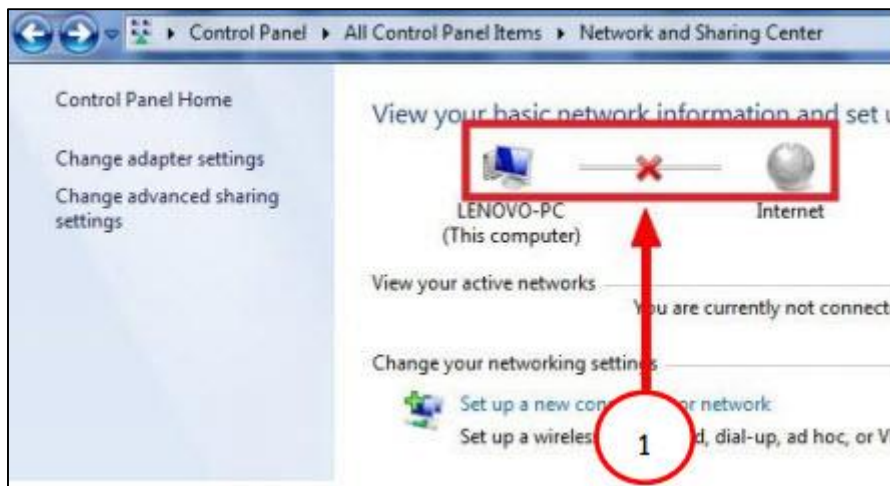 Control Panel ▸ All Control Panel Items ▸ Network and Sharing Center
Control Panel Home
Change adapter settings
Change advanced sharing
settings
View your basic network information and set
LENOVO-PC
(This computer)
Internet
View your active networks
You are currently not connect
Change your networking settings
Set up a new or network
Set up a dial-up, ad hoc, or
1